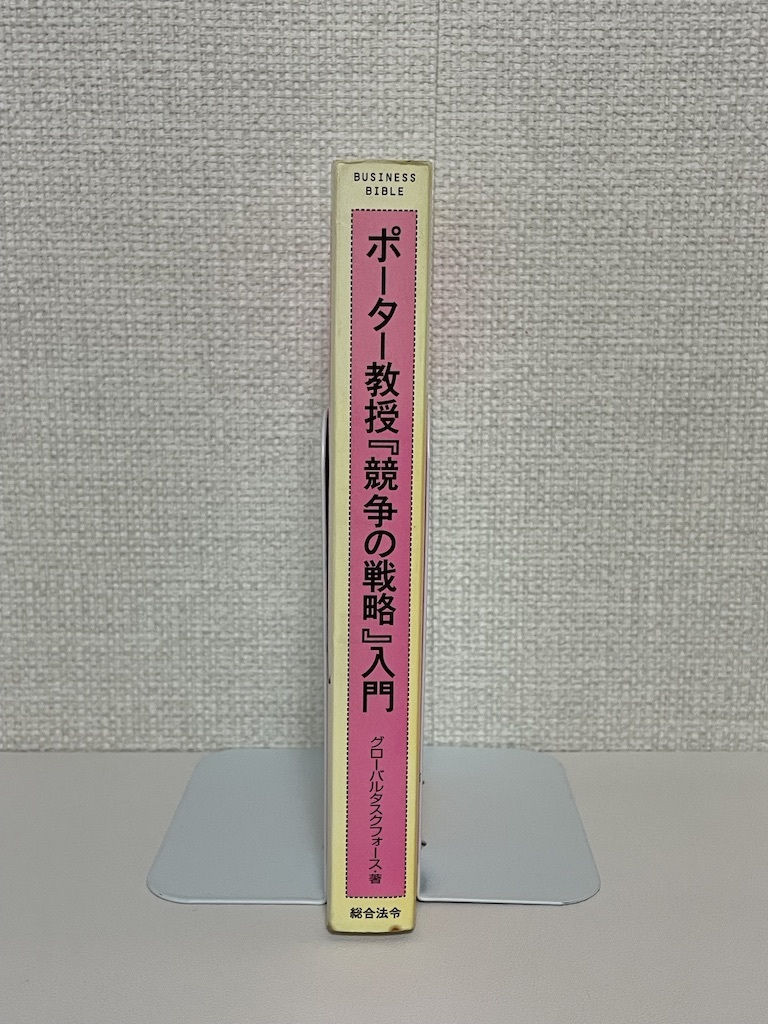 BUSINESS
BIBLE
ポーター教授『競争の戦略』入門
グローバルタスクフォース・著
総合法令